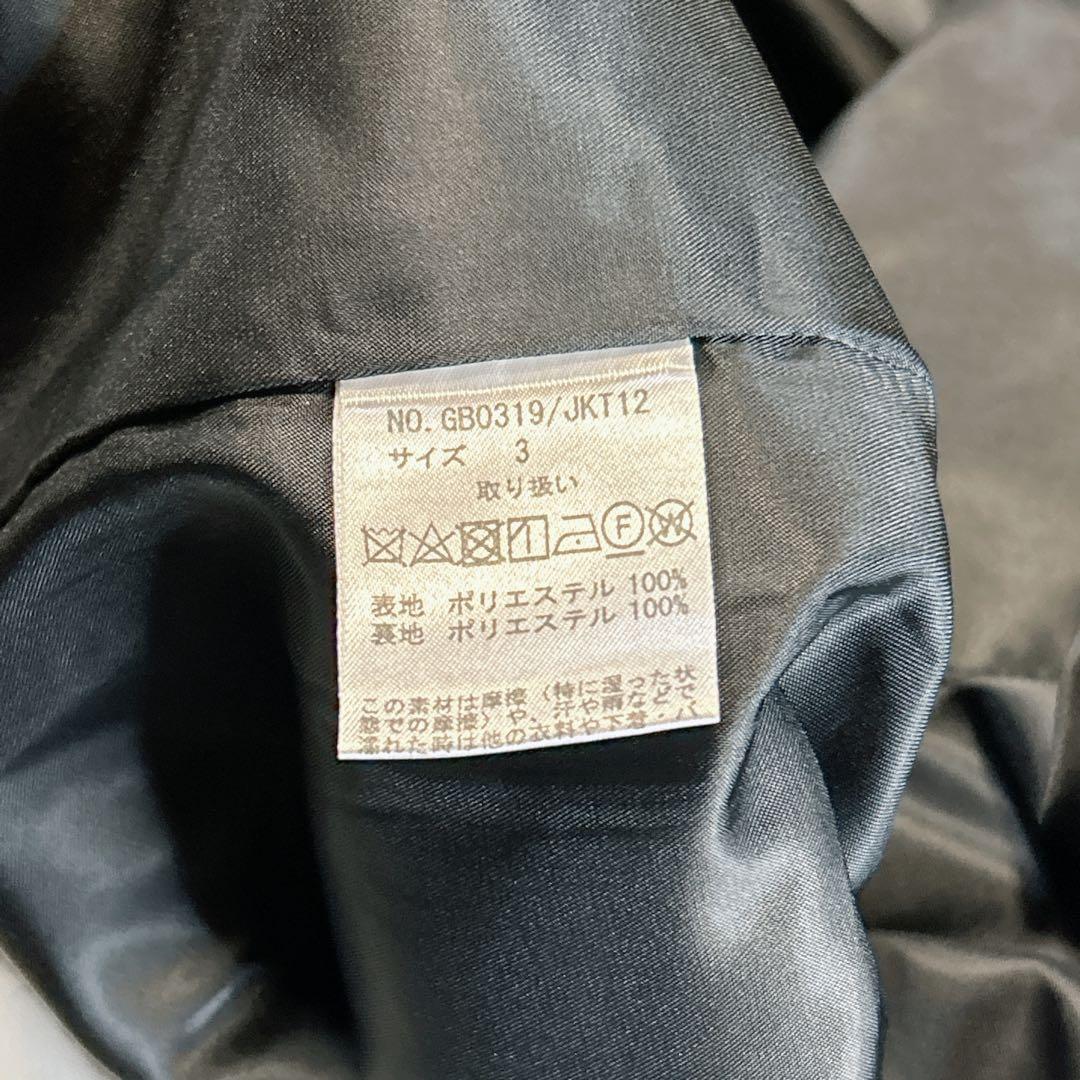 NO. GB0319/JKT12
サイズ 3
取り扱い
F W
表地 ポリエステル 100%
裏地 ポリエステル 100%
この素材は摩擦（特に湿った状
態での摩擦）や、汗や雨などで
濡れた時は他の衣料や下着・バ